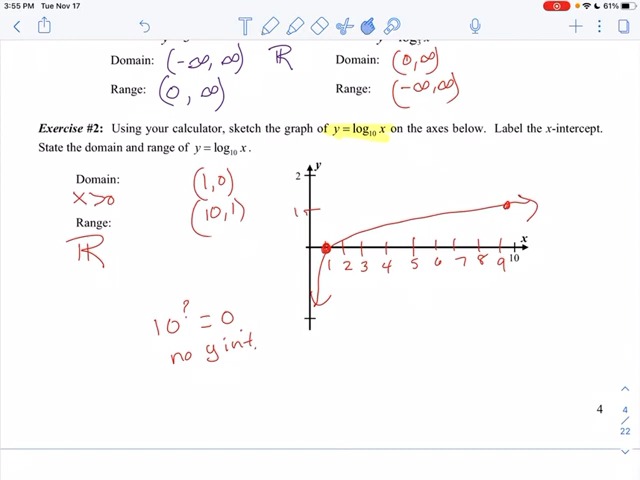 3:55 PM Tue Nov 17
61%
Domain: (-∞, ∞) ℝ
Domain: (0, ∞)
Range: (0, ∞)
Range: (-∞, ∞)
Exercise #2: Using your calculator, sketch the graph of y = log₁₀ x on the axes below. Label the x-intercept.
State the domain and range of y = log₁₀ x.
Domain: (1, 0)
x>0
Range: (10, 1)
ℝ
10^? = 0
no y int.
y
2
1
x
1 2 3 4 5 6 7 8 9 10
4
4
/
22